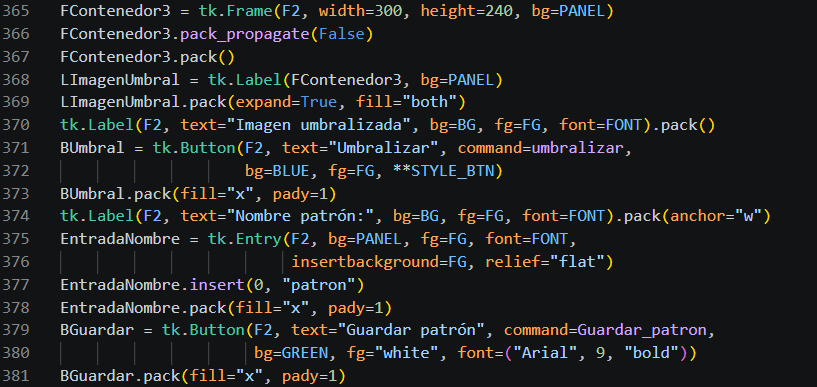 365 FContenedor3 = tk.Frame(F2, width=300, height=240, bg=PANEL)
366 FContenedor3.pack_propagate(False)
367 FContenedor3.pack()
368 LImagenUmbral = tk.Label(FContenedor3, bg=PANEL)
369 LImagenUmbral.pack(expand=True, fill="both")
370 tk.Label(F2, text="Imagen umbralizada", bg=BG, fg=FG, font=FONT).pack()
371 BUmbral = tk.Button(F2, text="Umbralizar", command=umbralizar,
372                     bg=BLUE, fg=FG, **STYLE_BTN)
373 BUmbral.pack(fill="x", pady=1)
374 tk.Label(F2, text="Nombre patrón:", bg=BG, fg=FG, font=FONT).pack(anchor="w")
375 EntradaNombre = tk.Entry(F2, bg=PANEL, fg=FG, font=FONT,
376                          insertbackground=FG, relief="flat")
377 EntradaNombre.insert(0, "patron")
378 EntradaNombre.pack(fill="x", pady=1)
379 BGuardar = tk.Button(F2, text="Guardar patrón", command=Guardar_patron,
380                      bg=GREEN, fg="white", font=("Arial", 9, "bold"))
381 BGuardar.pack(fill="x", pady=1)